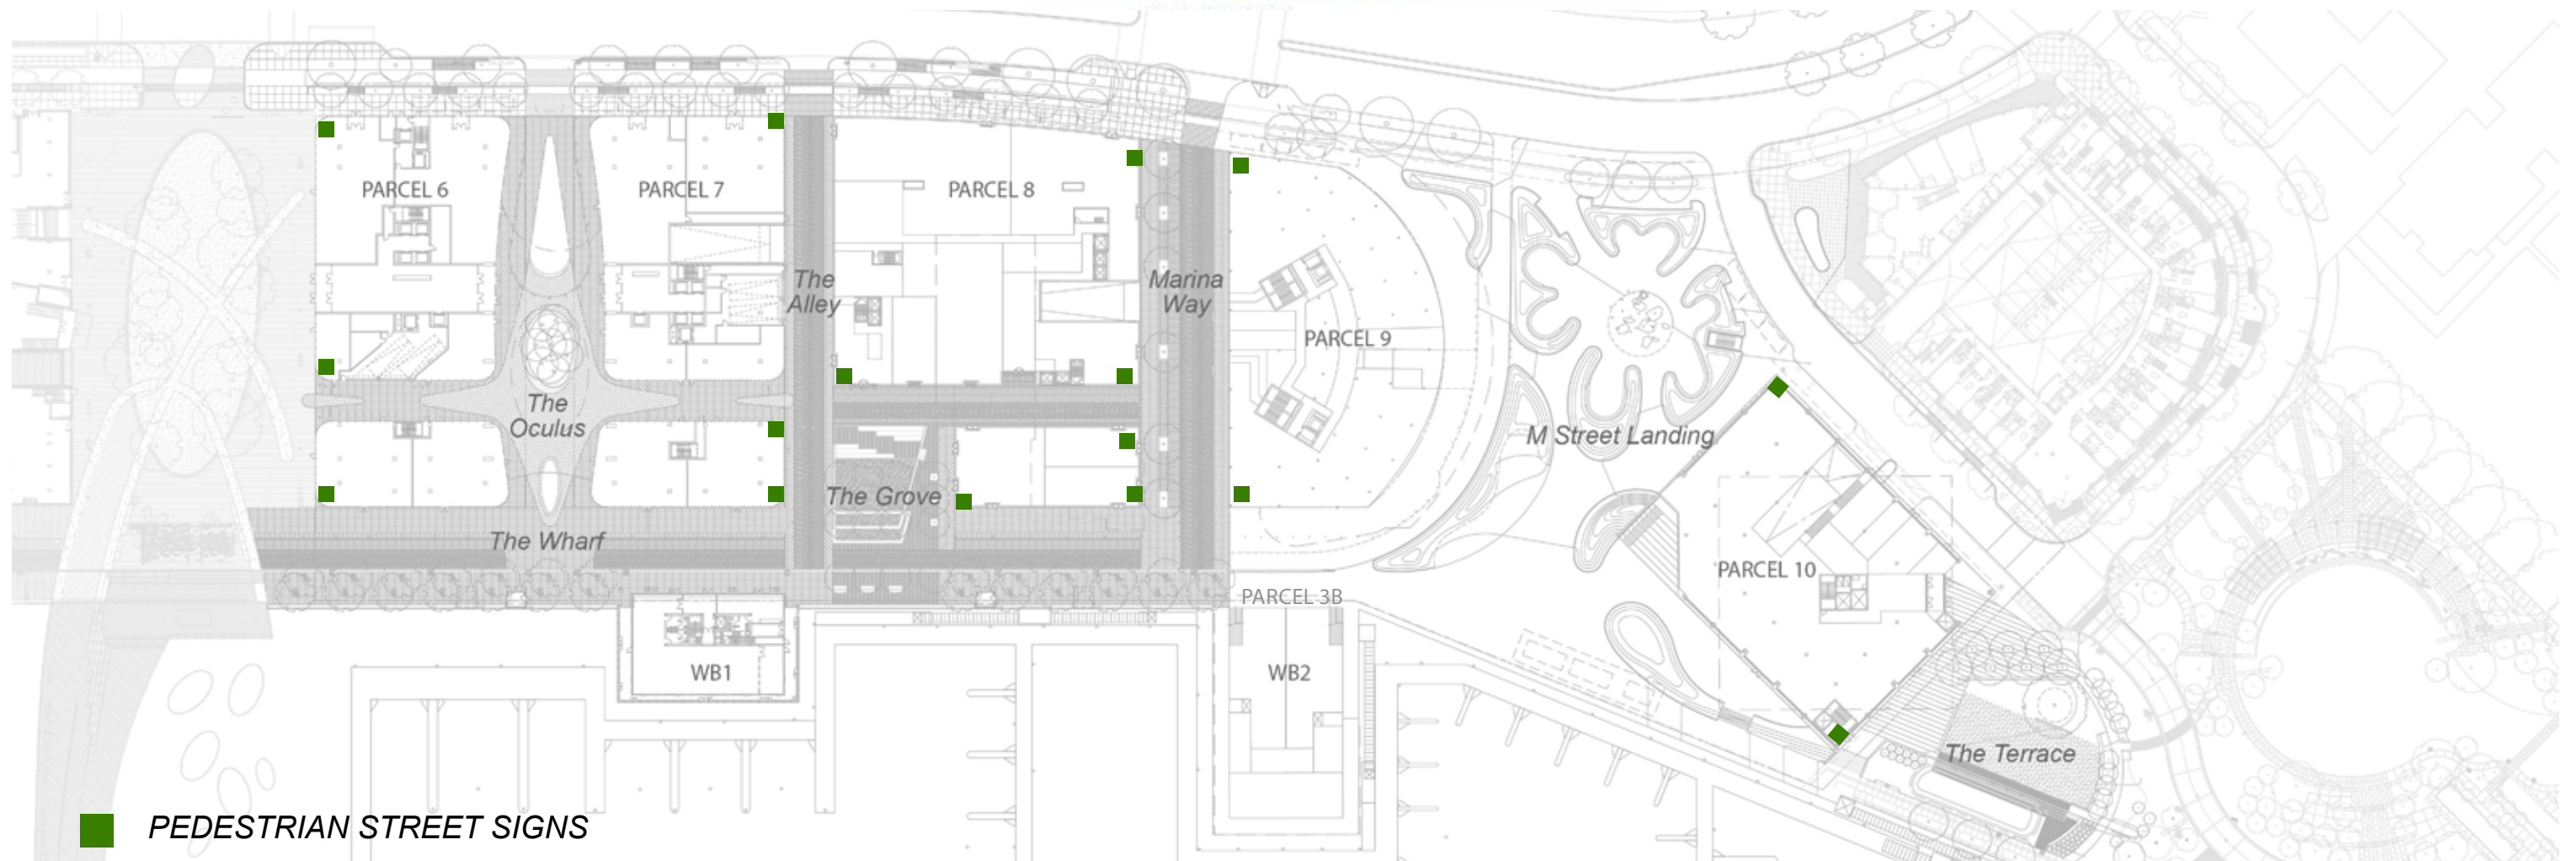 PARCEL 6
PARCEL 7
PARCEL 8
The
Alley
Marina
Way
PARCEL 9
The
Oculus
M Street Landing
The Grove
The Wharf
PARCEL 10
PARCEL 3B
WB1
WB2
The Terrace
PEDESTRIAN STREET SIGNS